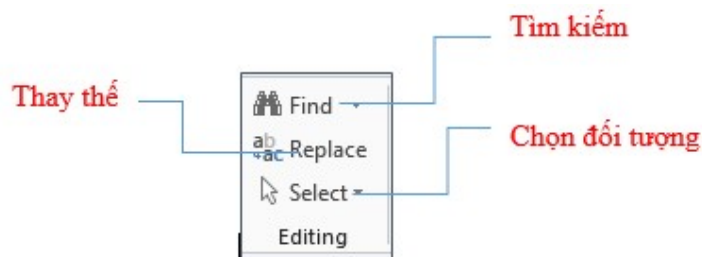 Tìm kiếm
Thay thế
Find
Replace
Chọn đối tượng
Select
Editing